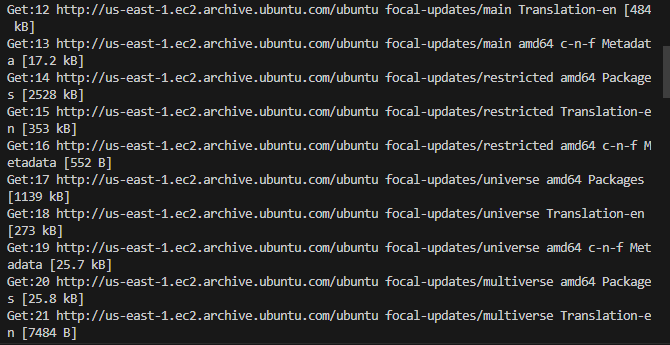 Get:12 http://us-east-1.ec2.archive.ubuntu.com/ubuntu focal-updates/main Translation-en [484
 kB]
Get:13 http://us-east-1.ec2.archive.ubuntu.com/ubuntu focal-updates/main amd64 c-n-f Metadat
a [17.2 kB]
Get:14 http://us-east-1.ec2.archive.ubuntu.com/ubuntu focal-updates/restricted amd64 Package
s [2528 kB]
Get:15 http://us-east-1.ec2.archive.ubuntu.com/ubuntu focal-updates/restricted Translation-e
n [353 kB]
Get:16 http://us-east-1.ec2.archive.ubuntu.com/ubuntu focal-updates/restricted amd64 c-n-f M
etadata [552 B]
Get:17 http://us-east-1.ec2.archive.ubuntu.com/ubuntu focal-updates/universe amd64 Packages
[1139 kB]
Get:18 http://us-east-1.ec2.archive.ubuntu.com/ubuntu focal-updates/universe Translation-en
[273 kB]
Get:19 http://us-east-1.ec2.archive.ubuntu.com/ubuntu focal-updates/universe amd64 c-n-f Met
adata [25.7 kB]
Get:20 http://us-east-1.ec2.archive.ubuntu.com/ubuntu focal-updates/multiverse amd64 Package
s [25.8 kB]
Get:21 http://us-east-1.ec2.archive.ubuntu.com/ubuntu focal-updates/multiverse Translation-e
n [7484 B]